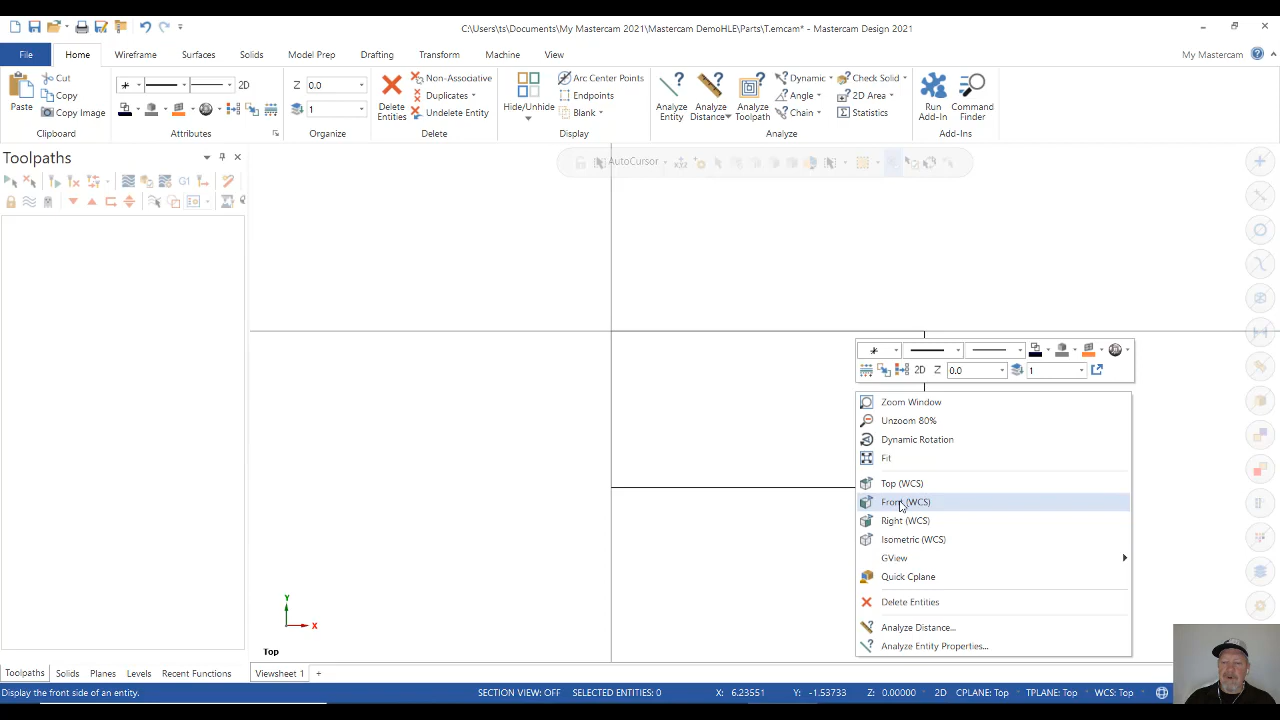 C:\Users\ts\Documents\My Mastercam 2021\Mastercam DemoHLE\Parts\T.emcam* - Mastercam Design 2021
File
Home
Wireframe
Surfaces
Solids
Model Prep
Drafting
Transform
Machine
View
My Mastercam
Paste
Cut
Copy
Copy Image
Clipboard
2D
Attributes
Z 0.0
1
Organize
Delete Entities
Non-Associative
Duplicates
Undelete Entity
Delete
Hide/Unhide
Arc Center Points
Endpoints
Blank
Display
Analyze Entity
Analyze Distance
Analyze Toolpath
Dynamic
Angle
Chain
Check Solid
2D Area
Statistics
Analyze
Run Add-In
Command Finder
Add-Ins
Toolpaths
G1
AutoCursor
2D Z 0.0 1
Zoom Window
Unzoom 80%
Dynamic Rotation
Fit
Top (WCS)
Front (WCS)
Right (WCS)
Isometric (WCS)
GView
Quick Cplane
Delete Entities
Analyze Distance...
Analyze Entity Properties...
Y
X
Top
Toolpaths Solids Planes Levels Recent Functions
Viewsheet 1 +
Display the front side of an entity.
SECTION VIEW: OFF SELECTED ENTITIES: 0 X: 6.23551 Y: -1.53733 Z: 0.00000 2D CPLANE: Top TPLANE: Top WCS: Top